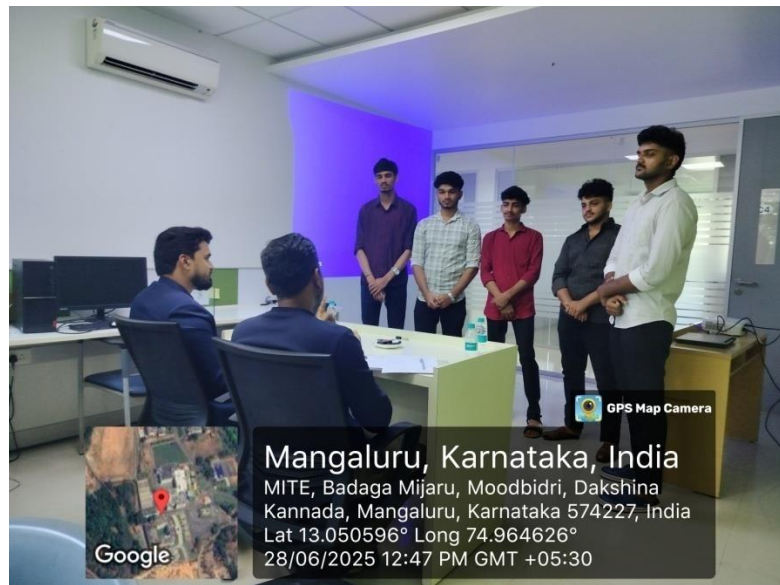 GPS Map Camera
Mangaluru, Karnataka, India
MITE, Badaga Mijaru, Moodbidri, Dakshina
Kannada, Mangaluru, Karnataka 574227, India
Lat 13.050596° Long 74.964626°
28/06/2025 12:47 PM GMT +05:30
Google